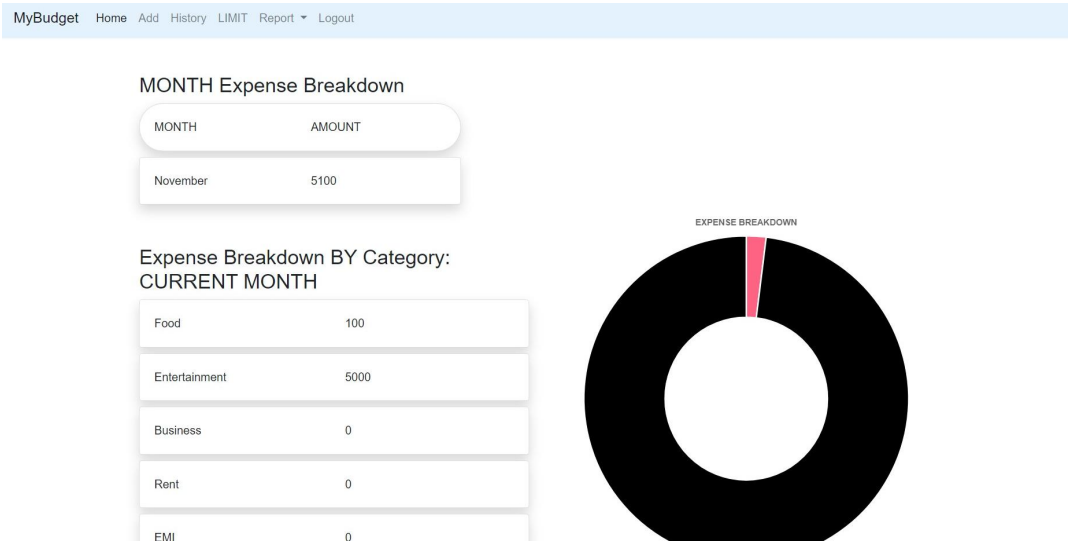 MyBudget Home Add History LIMIT Report Logout
MONTH Expense Breakdown
MONTH AMOUNT
November 5100
Expense Breakdown BY Category:
CURRENT MONTH
Food 100
Entertainment 5000
Business 0
Rent 0
EMI 0
EXPENSE BREAKDOWN